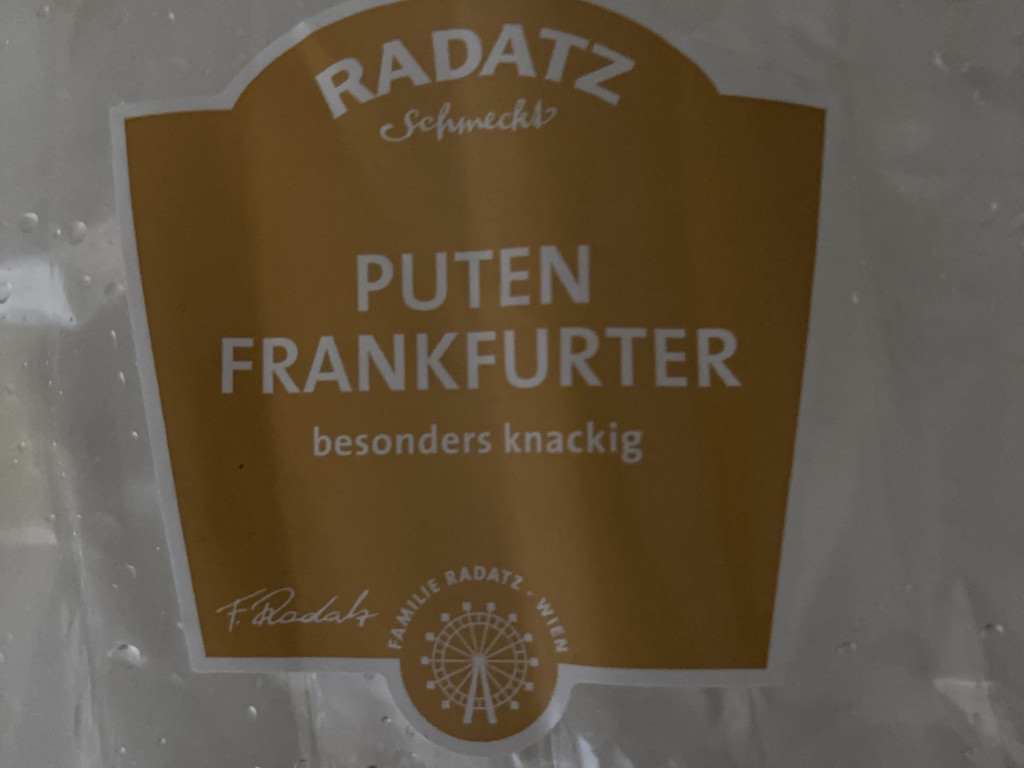 RADATZ
Schmeckt
PUTEN
FRANKFURTER
besonders knackig
F. Radatz
FAMILIE RADATZ - WIEN